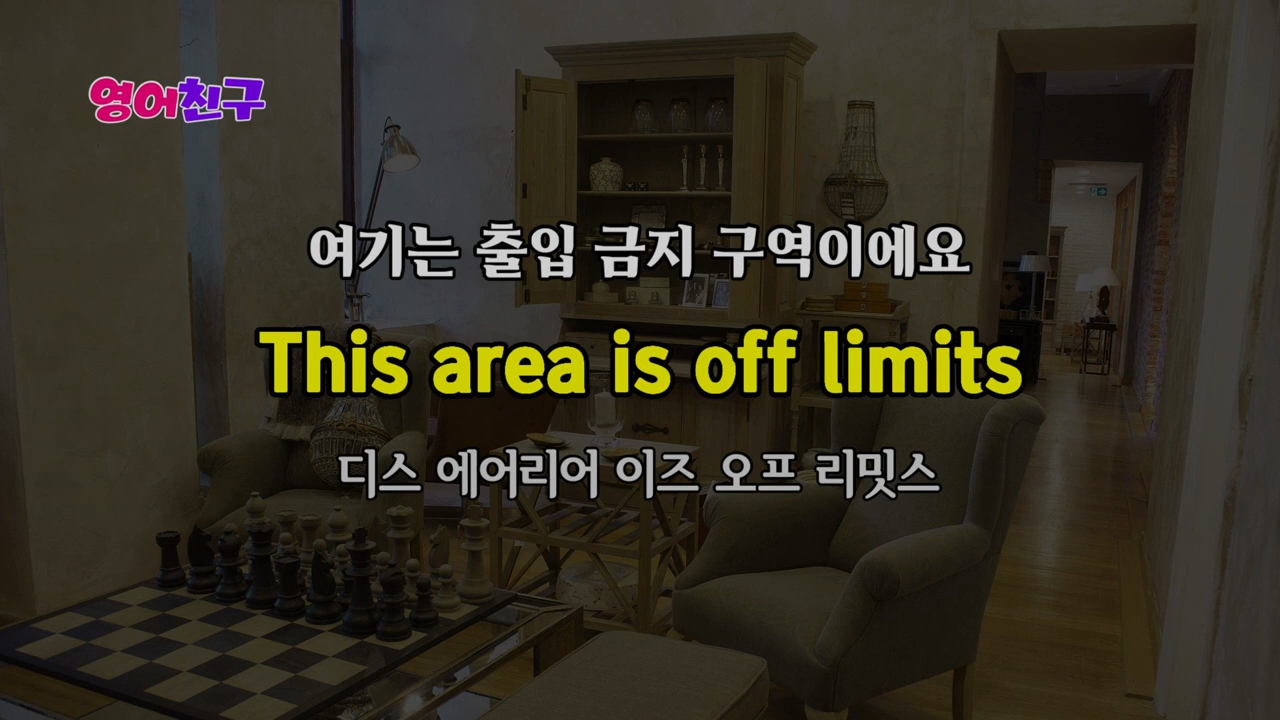 영어친구
여기는 출입 금지 구역이에요
This area is off limits
디스 에어리어 이즈 오프 리밋스